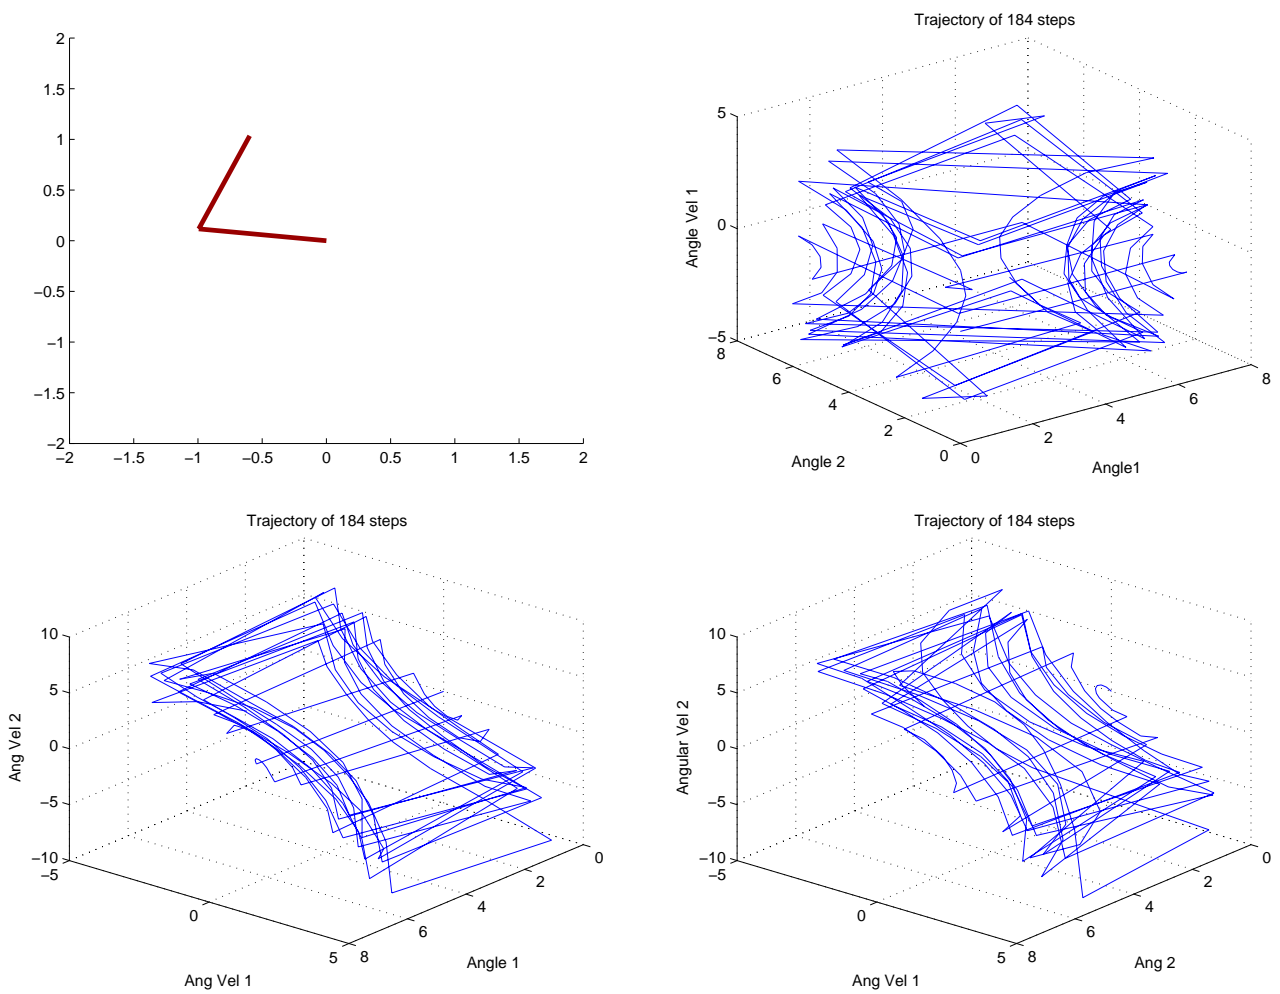 2
1.5
1
0.5
0
−0.5
−1
−1.5
−2
−2 −1.5 −1 −0.5 0 0.5 1 1.5 2
Trajectory of 184 steps
5
0
−5
Angle Vel 1
8 6 4 2 0
Angle 2
0 2 4 6 8
Angle1
Trajectory of 184 steps
10
5
0
−5
−10
Ang Vel 2
−5 0 5
Ang Vel 1
8 6 4 2 0
Angle 1
Trajectory of 184 steps
10
5
0
−5
−10
Angular Vel 2
−5 0 5
Ang Vel 1
8 6 4 2 0
Ang 2